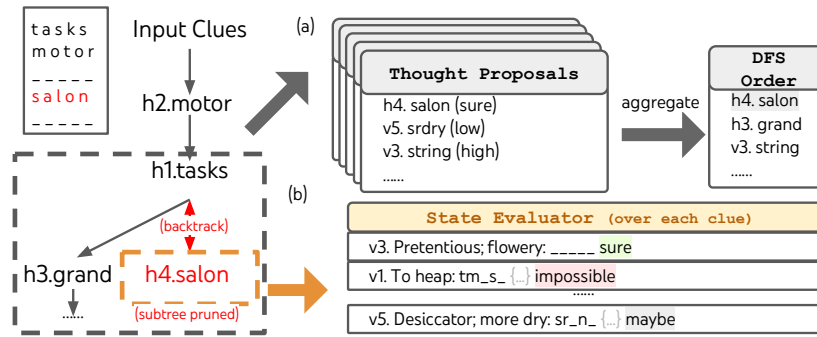 tasks
motor
_ _ _ _ _
salon
_ _ _ _ _
Input Clues
h2.motor
h1.tasks
(backtrack)
h3.grand
h4.salon
......
(subtree pruned)
(a)
Thought Proposals
h4. salon (sure)
v5. srdry (low)
v3. string (high)
......
aggregate
DFS
Order
h4. salon
h3. grand
v3. string
......
(b)
State Evaluator (over each clue)
v3. Pretentious; flowery: _____ sure
v1. To heap: tm_s_ {...} impossible
......
v5. Desiccator; more dry: sr_n_ {...} maybe